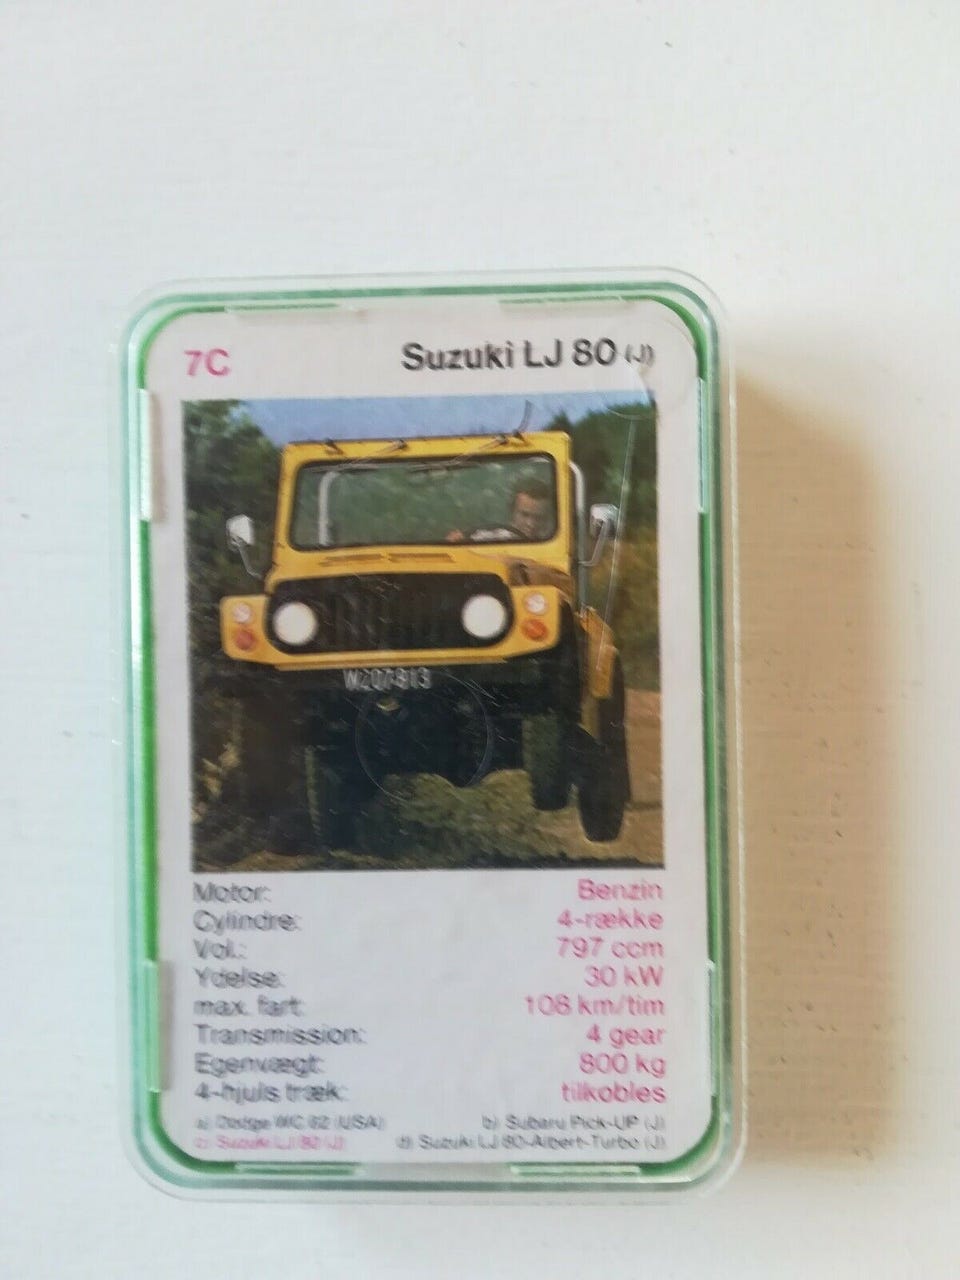 7C
Suzuki LJ 80 (J)
WZ07813
Motor: Benzin
Cylindre: 4-række
Vol.: 797 ccm
Ydelse: 30 kW
max. fart: 108 km/tim
Transmission: 4 gear
Egenvægt: 800 kg
4-hjuls træk: tilkobles
a) Dodge WC 62 (USA) b) Subaru Pick-UP (J)
c) Suzuki LJ 80 (J) d) Suzuki LJ 80-Albert-Turbo (J)